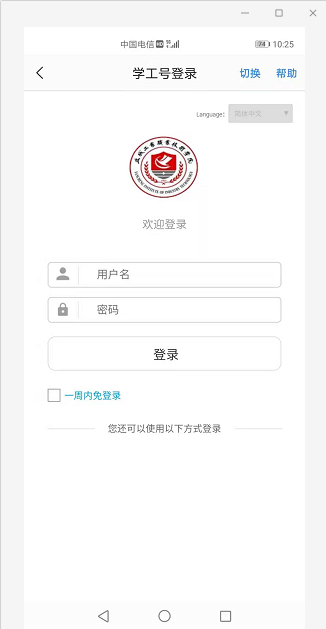 中国电信 HD 5G 10:25
学工号登录 切换 帮助
Language: 简体中文
欢迎登录
用户名
密码
登录
一周内免登录
您还可以使用以下方式登录